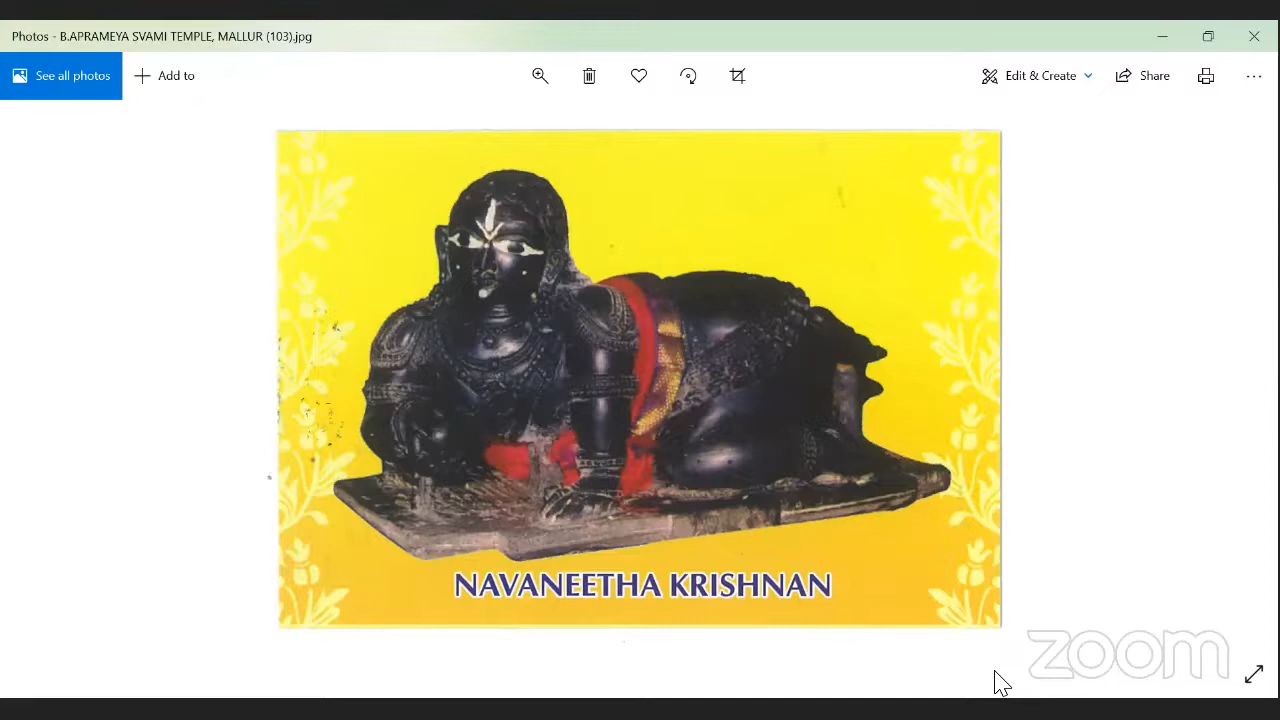 Photos - B.APRAMEYA SVAMI TEMPLE, MALLUR (103).jpg
See all photos
Add to
Edit & Create
Share
NAVANEETHA KRISHNAN
zoom